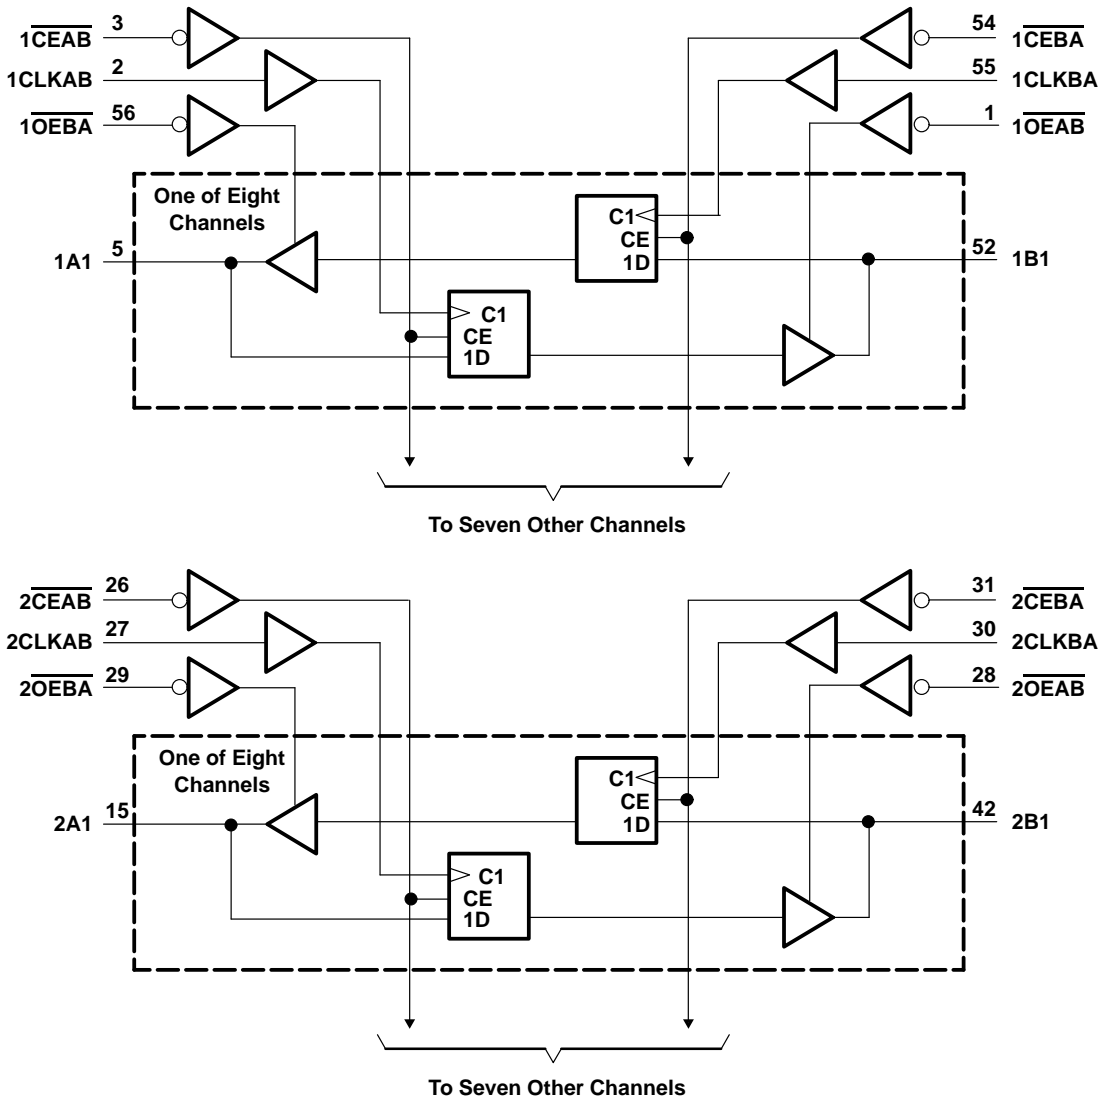 3
1CEAB
2
1CLKAB
56
1OEBA
54
1CEBA
55
1CLKBA
1
1OEAB
One of Eight
Channels
5
1A1
C1
CE
1D
52
1B1
C1
CE
1D
To Seven Other Channels
26
2CEAB
27
2CLKAB
29
2OEBA
31
2CEBA
30
2CLKBA
28
2OEAB
One of Eight
Channels
15
2A1
C1
CE
1D
42
2B1
C1
CE
1D
To Seven Other Channels